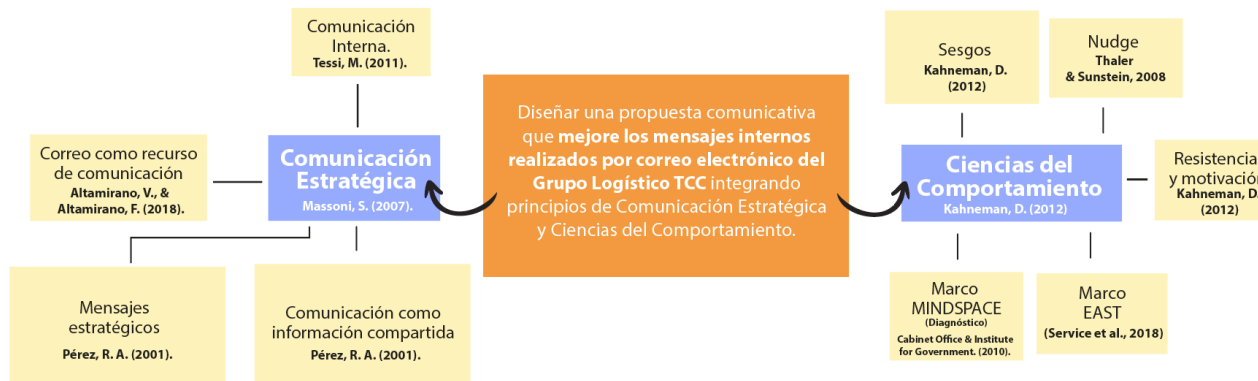 Comunicación
Interna.
Tessi, M. (2011).
Correo como recurso
de comunicación
Altamirano, V., &
Altamirano, F. (2018).
Comunicación
Estratégica
Massoni, S. (2007).
Mensajes
estratégicos
Pérez, R. A. (2001).
Comunicación como
información compartida
Pérez, R. A. (2001).
Diseñar una propuesta comunicativa
que mejore los mensajes internos
realizados por correo electrónico del
Grupo Logístico TCC integrando
principios de Comunicación Estratégica
y Ciencias del Comportamiento.
Sesgos
Kahneman, D.
(2012)
Nudge
Thaler
& Sunstein, 2008
Ciencias del
Comportamiento
Kahneman, D. (2012)
Resistencia
y motivación
Kahneman, D.
(2012)
Marco
MINDSPACE
(Diagnóstico)
Cabinet Office & Institute
for Government. (2010).
Marco
EAST
(Service et al., 2018)